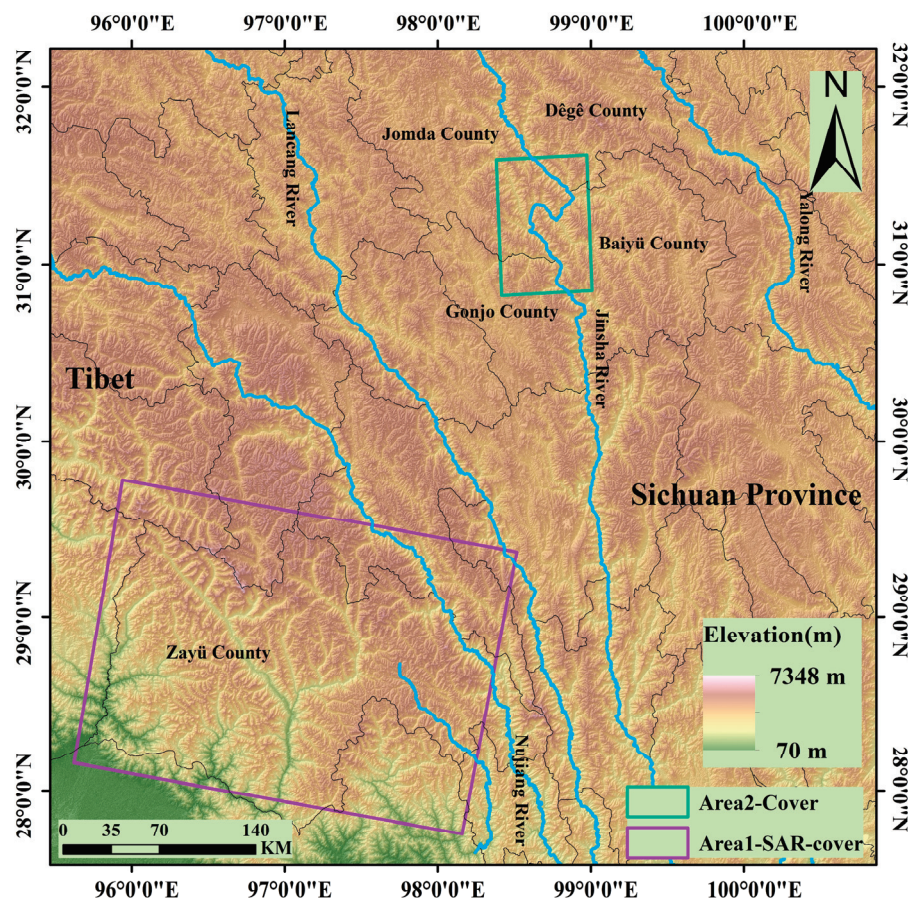 96°0'0"E 97°0'0"E 98°0'0"E 99°0'0"E 100°0'0"E
32°0'0"N
31°0'0"N
30°0'0"N
29°0'0"N
28°0'0"N
32°0'0"N
31°0'0"N
30°0'0"N
29°0'0"N
28°0'0"N
N
Dêgê County
Jomda County
Lancang River
Yalong River
Baiyü County
Gonjo County
Jinsha River
Tibet
Sichuan Province
Zayü County
Nujiang River
Elevation(m)
7348 m
70 m
Area2-Cover
Area1-SAR-cover
0 35 70 140
KM
96°0'0"E 97°0'0"E 98°0'0"E 99°0'0"E 100°0'0"E